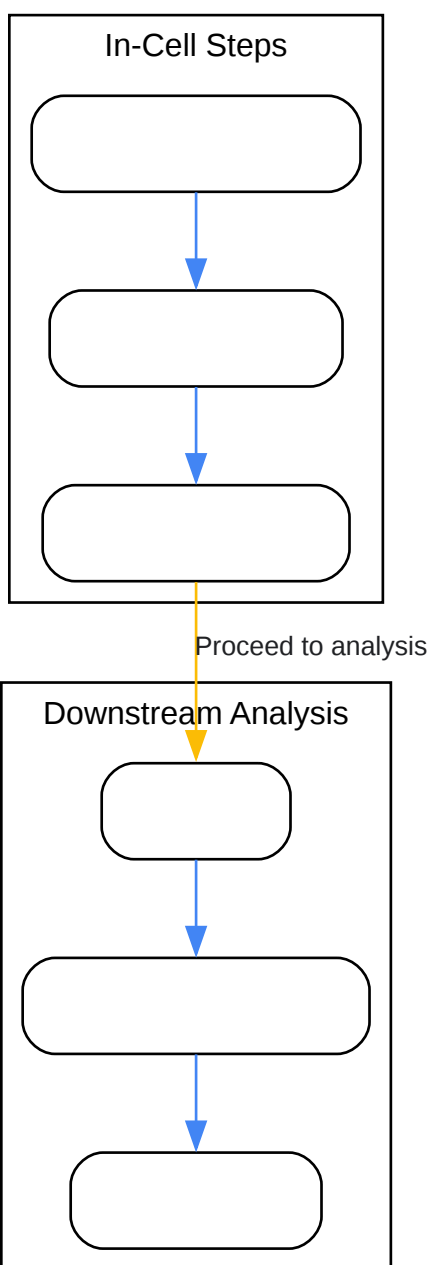 In-Cell Steps
Proceed to analysis
Downstream Analysis